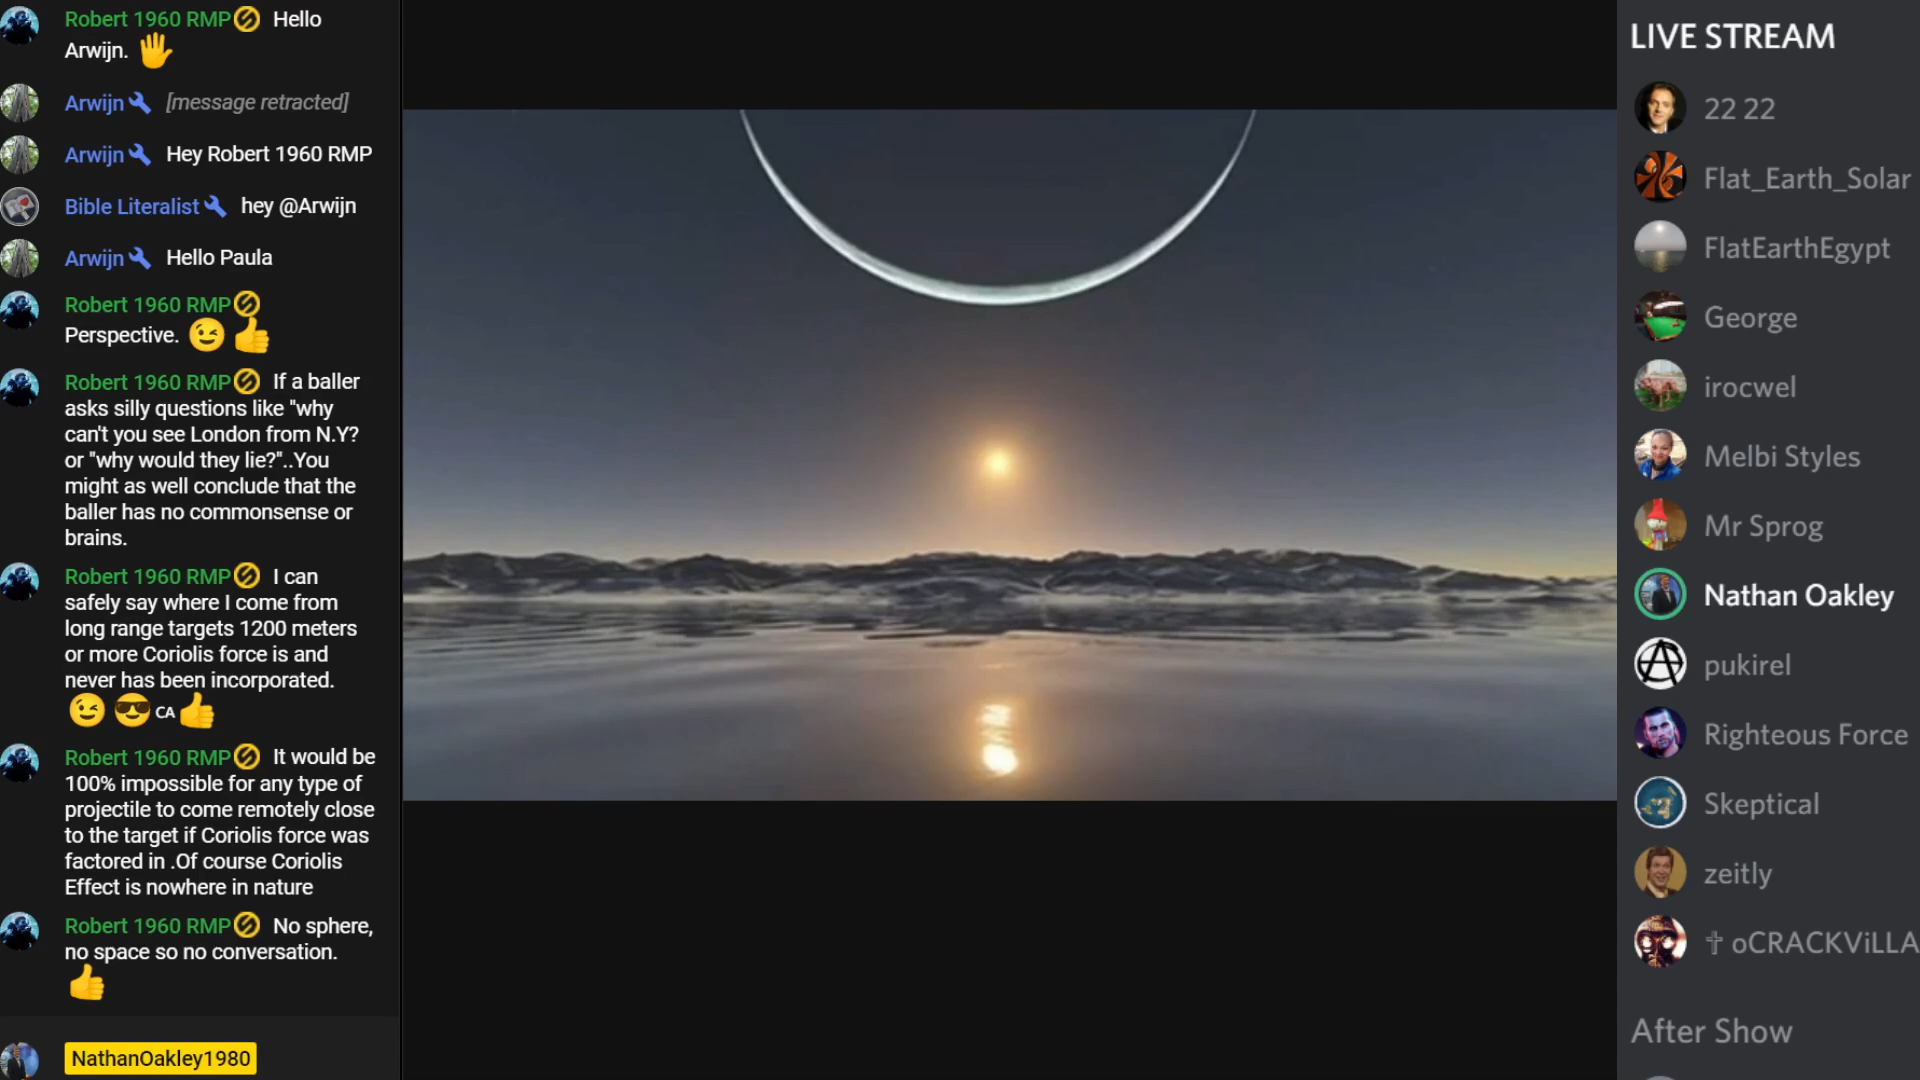 Robert 1960 RMP Hello
Arwijn.
Arwijn [message retracted]
Arwijn Hey Robert 1960 RMP
Bible Literalist hey @Arwijn
Arwijn Hello Paula
Robert 1960 RMP
Perspective.
Robert 1960 RMP If a baller
asks silly questions like "why
can't you see London from N.Y?
or "why would they lie?"..You
might as well conclude that the
baller has no commonsense or
brains.
Robert 1960 RMP I can
safely say where I come from
long range targets 1200 meters
or more Coriolis force is and
never has been incorporated.
CA
Robert 1960 RMP It would be
100% impossible for any type of
projectile to come remotely close
to the target if Coriolis force was
factored in .Of course Coriolis
Effect is nowhere in nature
Robert 1960 RMP No sphere,
no space so no conversation.
NathanOakley1980
LIVE STREAM
22 22
Flat_Earth_Solar
FlatEarthEgypt
George
irocwel
Melbi Styles
Mr Sprog
Nathan Oakley
pukirel
Righteous Force
Skeptical
zeitly
† oCRACKViLLA
After Show